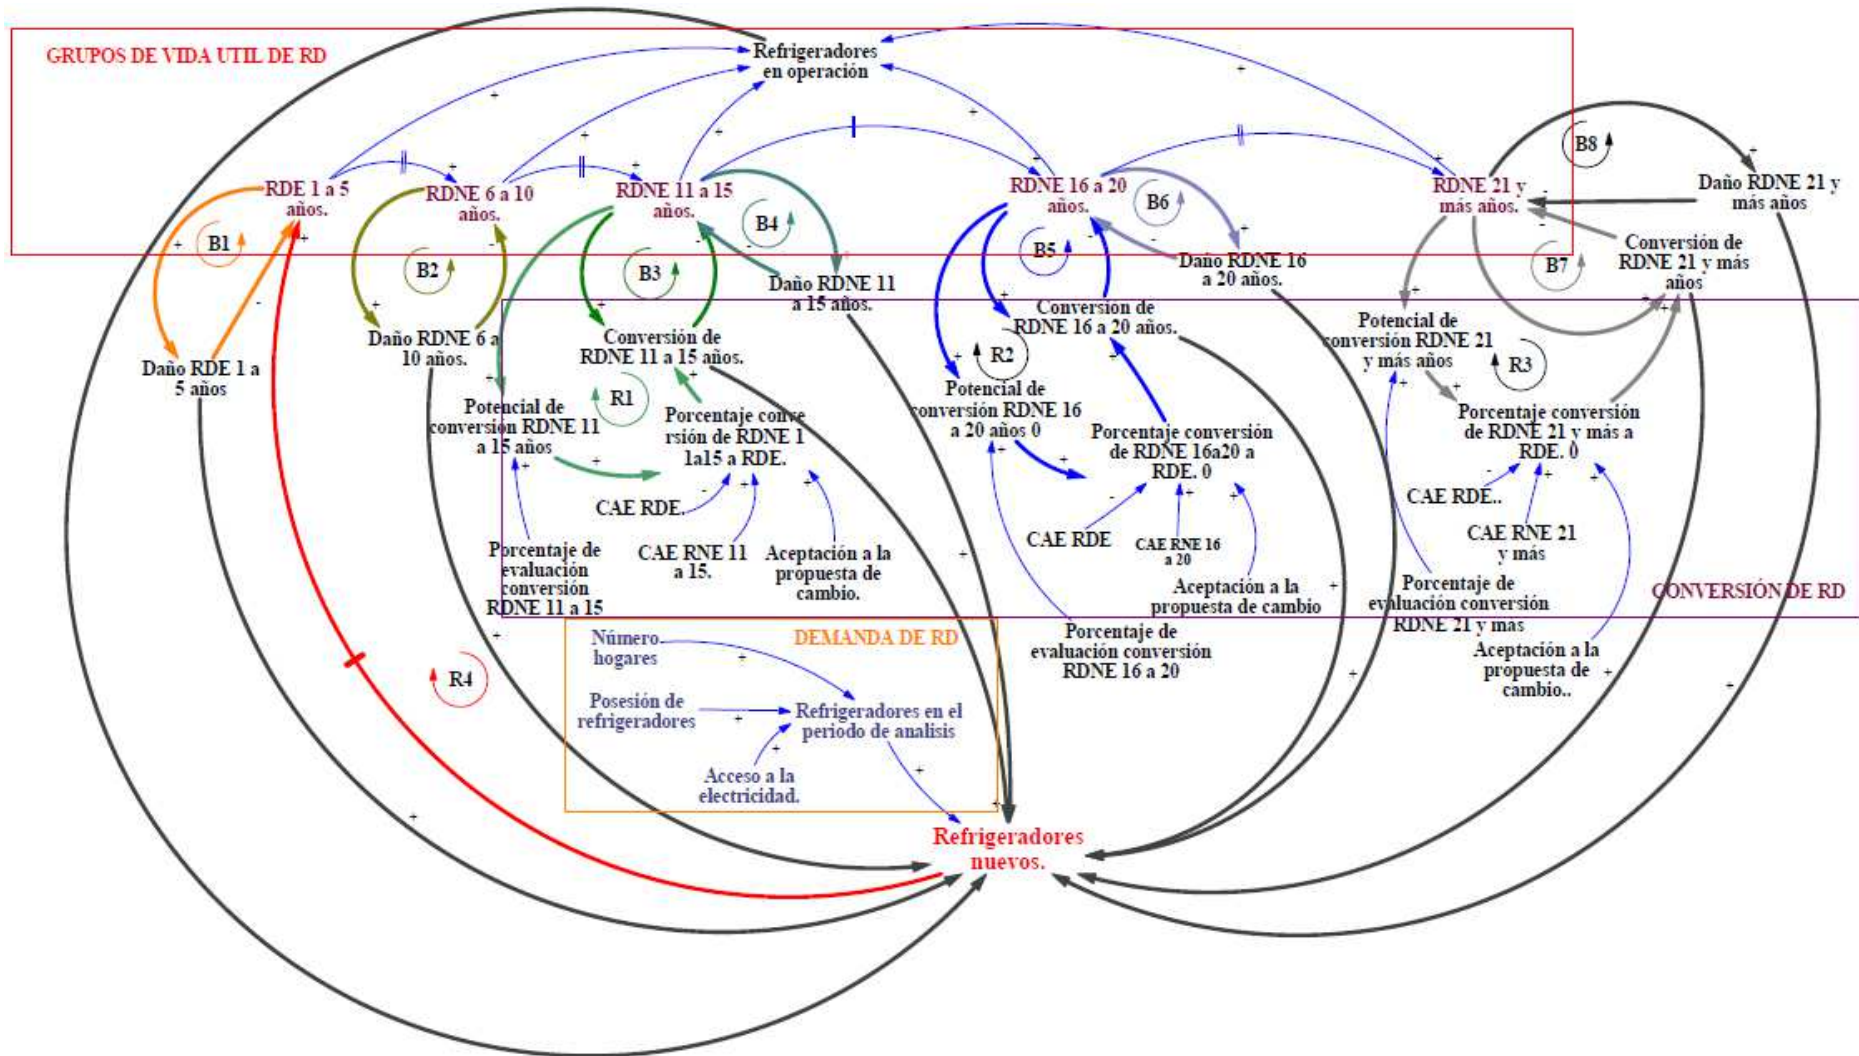 GRUPOS DE VIDA UTIL DE RD
Refrigeradores
en operación
RDE 1 a 5
años.
RDNE 6 a 10
años.
RDNE 11 a 15
años.
RDNE 16 a 20
años.
RDNE 21 y
más años.
Daño RDNE 21 y
más años
B1
B2
B3
B4
B5
B6
B7
B8
Conversión de
RDNE 21 y más
años
Daño RDNE 11
a 15 años.
Daño RDNE 16
a 20 años.
Daño RDE 1 a
5 años
Daño RDNE 6 a
10 años.
Conversión de
RDNE 11 a 15 años.
Conversión de
RDNE 16 a 20 años.
Potencial de
conversión RDNE 21
y más años
R1
R2
R3
Potencial de
conversión RDNE 11
a 15 años
Porcentaje conve
rsión de RDNE 1
1a15 a RDE.
Potencial de
conversión RDNE 16
a 20 años 0
Porcentaje conversión
de RDNE 16a20 a
RDE. 0
Porcentaje conversión
de RDNE 21 y más a
RDE. 0
CAE RDE.
CAE RNE 11
a 15.
Aceptación a la
propuesta de
cambio.
Porcentaje de
evaluación
conversión
RDNE 11 a 15
CAE RDE
CAE RNE 16
a 20
Aceptación a la
propuesta de cambio
Porcentaje de
evaluación conversión
RDNE 16 a 20
CAE RDE..
CAE RNE 21
y más
Porcentaje de
evaluación conversión
RDNE 21 y más
Aceptación a la
propuesta de
cambio..
CONVERSIÓN DE RD
DEMANDA DE RD
Número
hogares
Posesión de
refrigeradores
Refrigeradores en el
periodo de analisis
Acceso a la
electricidad.
R4
Refrigeradores
nuevos.